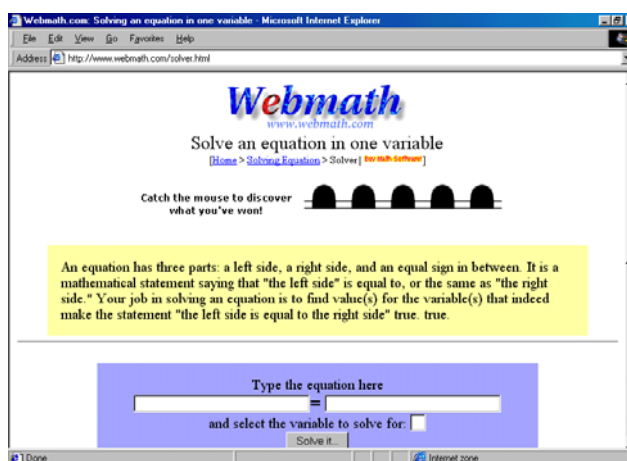 Webmath.com: Solving an equation in one variable - Microsoft Internet Explorer
File Edit View Go Favorites Help
Address http://www.webmath.com/solver.html
Webmath
www.webmath.com
Solve an equation in one variable
[Home > Solving Equation > Solver| Buy Math Software!]
Catch the mouse to discover
what you've won!
An equation has three parts: a left side, a right side, and an equal sign in between. It is a
mathematical statement saying that "the left side" is equal to, or the same as "the right
side." Your job in solving an equation is to find value(s) for the variable(s) that indeed
make the statement "the left side is equal to the right side" true. true.
Type the equation here
=
and select the variable to solve for:
Solve it...
Done Internet zone